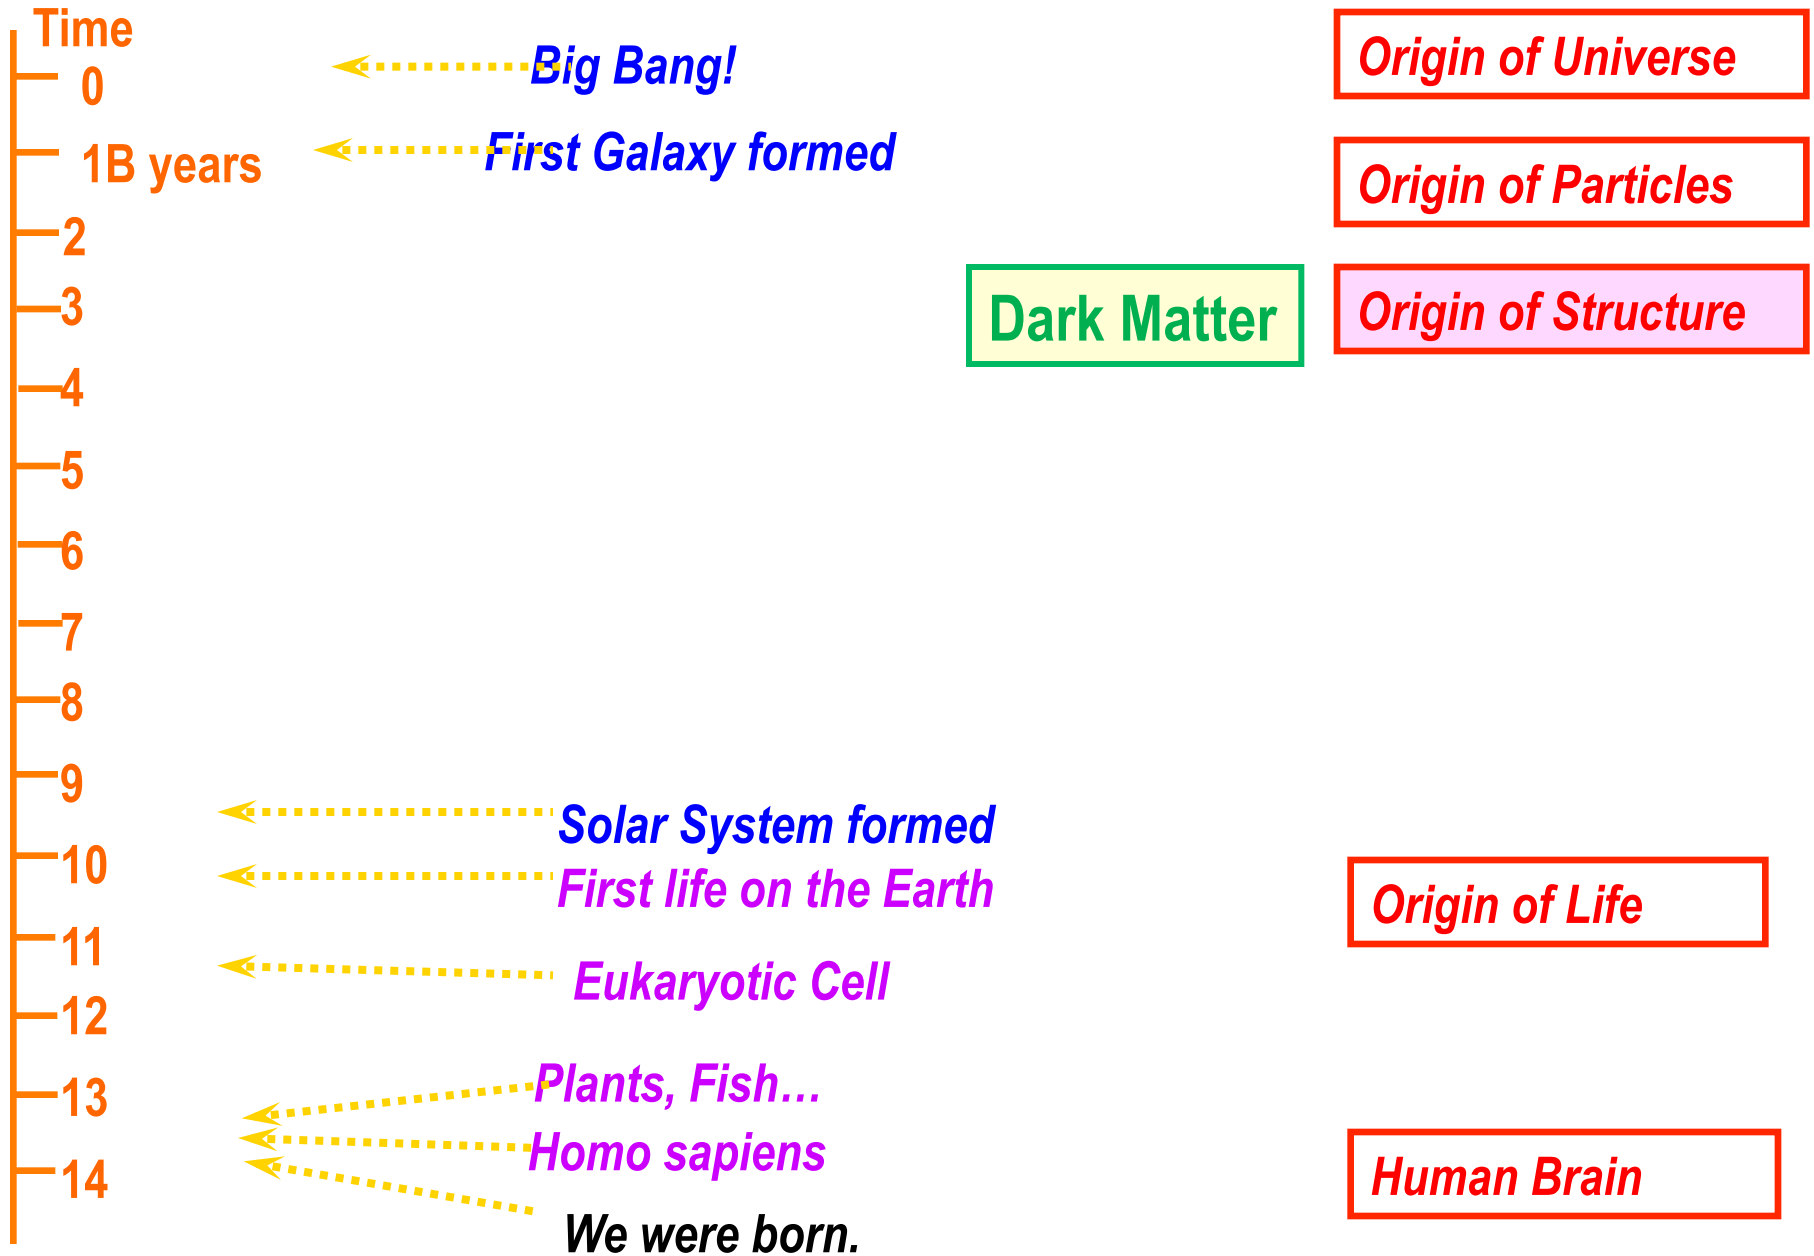 Time
0
Big Bang!
Origin of Universe
1B years
First Galaxy formed
Origin of Particles
2
3
Dark Matter
Origin of Structure
4
5
6
7
8
9
Solar System formed
10
First life on the Earth
Origin of Life
11
Eukaryotic Cell
12
13
Plants, Fish…
Homo sapiens
14
Human Brain
We were born.